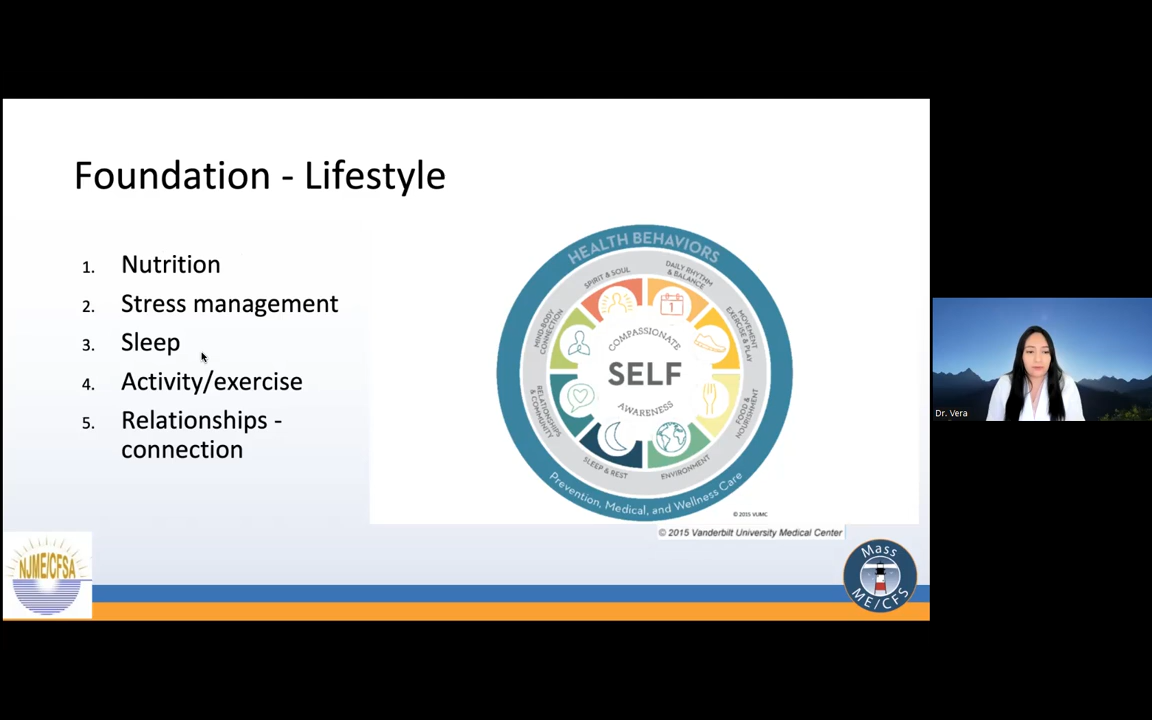 Foundation - Lifestyle
1. Nutrition
2. Stress management
3. Sleep
4. Activity/exercise
5. Relationships -
connection
HEALTH BEHAVIORS
SPIRIT & SOUL
DAILY RHYTHM
& BALANCE
MIND-BODY
CONNECTION
MOVEMENT
EXERCISE & PLAY
COMPASSIONATE
SELF
AWARENESS
RELATIONSHIPS
& COMMUNITY
FOOD &
NOURISHMENT
SLEEP & REST
ENVIRONMENT
1
Prevention, Medical, and Wellness Care
© 2015 VUMC
© 2015 Vanderbilt University Medical Center
NJME/CFSA
Mass
ME/CFS
Dr. Vera